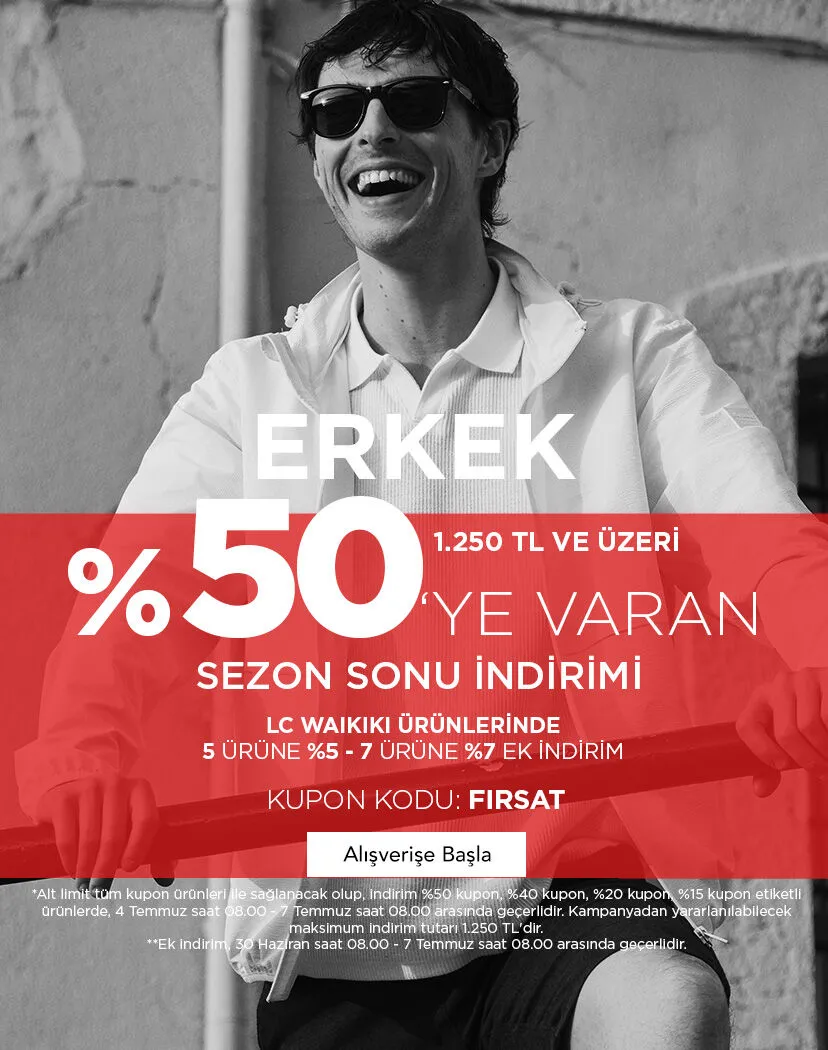 ERKEK
%50 1.250 TL VE ÜZERİ
'YE VARAN
SEZON SONU İNDİRİMİ
LC WAIKIKI ÜRÜNLERİNDE
5 ÜRÜNE %5 - 7 ÜRÜNE %7 EK İNDİRİM
KUPON KODU: FIRSAT
Alışverişe Başla
*Alt limit tüm kupon ürünleri ile sağlanacak olup, indirim %50 kupon, %40 kupon, %20 kupon, %15 kupon etiketli
ürünlerde, 4 Temmuz saat 08.00 - 7 Temmuz saat 08.00 arasında geçerlidir. Kampanyadan yararlanılabilecek
maksimum indirim tutarı 1.250 TL'dir.
**Ek indirim, 30 Haziran saat 08.00 - 7 Temmuz saat 08.00 arasında geçerlidir.